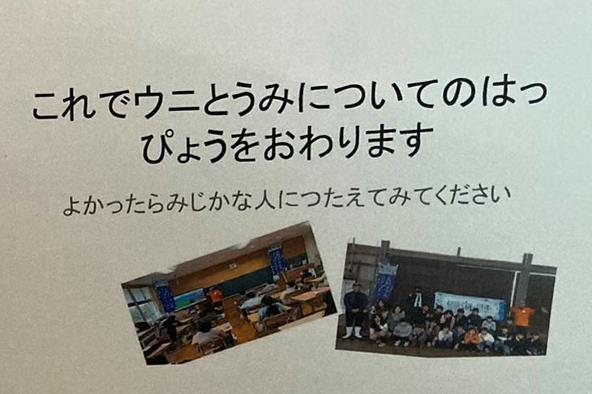 これでウニとうみについてのはっ
ぴょうをおわります
よかったらみじかな人につたえてみてください